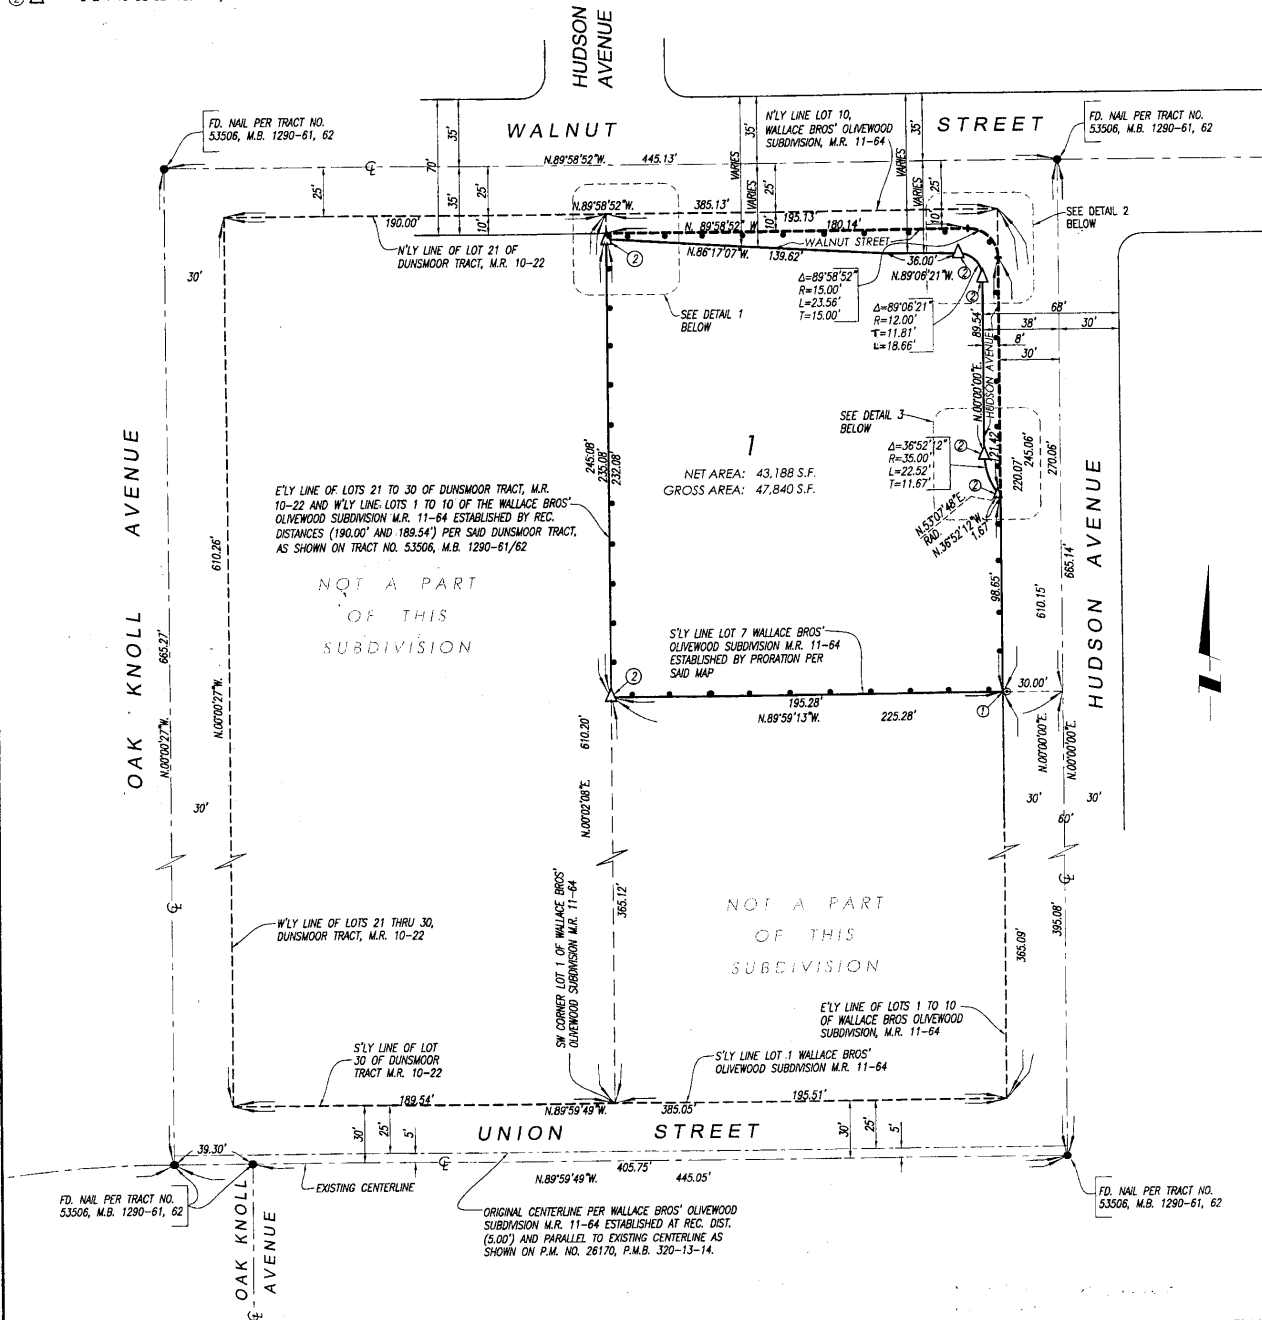 HUDSON
AVENUE
FD. NAIL PER TRACT NO.
53506, M.B. 1290-61, 62
WALNUT
STREET
N'LY LINE LOT 10,
WALLACE BROS' OLIVEWOOD
SUBDIVISION, M.R. 11-64
FD. NAIL PER TRACT NO.
53506, M.B. 1290-61, 62
70'
35'
35'
35'
35'
VARIES
VARIES
VARIES
N.89°58'52"W. 445.13'
25'
25'
10'
25'
10'
25'
10'
190.00'
N.89°58'52"W.
385.13'
195.13'
N. 89°58'52" W.
180.14'
WALNUT STREET
N.86°17'07"W.
139.62'
36.00'
N.89°06'21"W.
SEE DETAIL 2
BELOW
N'LY LINE OF LOT 21 OF
DUNSMOOR TRACT, M.R. 10-22
30'
②
②
②
SEE DETAIL 1
BELOW
Δ=89°58'52"
R=15.00'
L=23.56'
T=15.00'
Δ=89°06'21"
R=12.00'
T=11.81'
L=18.66'
68'
38'
30'
8'
30'
89.54'
N.00°00'00"E.
HUDSON AVENUE
SEE DETAIL 3
BELOW
Δ=36°52'12"
R=35.00'
L=22.52'
T=11.67'
②
21.42'
220.07'
245.06'
270.06'
N.53°07'48"E.
RAD.
N.36°52'12"W.
1.67'
1
NET AREA: 43,188 S.F.
GROSS AREA: 47,840 S.F.
245.08'
235.08'
232.08'
OAK KNOLL AVENUE
HUDSON AVENUE
E'LY LINE OF LOTS 21 TO 30 OF DUNSMOOR TRACT, M.R.
10-22 AND W'LY LINE LOTS 1 TO 10 OF THE WALLACE BROS'
OLIVEWOOD SUBDIVISION M.R. 11-64 ESTABLISHED BY REC.
DISTANCES (190.00' AND 189.54') PER SAID DUNSMOOR TRACT,
AS SHOWN ON TRACT NO. 53506, M.B. 1290-61/62
610.26'
665.27'
98.65'
610.15'
665.14'
NOT A PART
OF THIS
SUBDIVISION
S'LY LINE LOT 7 WALLACE BROS'
OLIVEWOOD SUBDIVISION M.R. 11-64
ESTABLISHED BY PRORATION PER
SAID MAP
N.00°00'27"W.
N.00°00'27"W.
②
195.28'
N.89°59'13"W.
225.28'
30.00'
①
610.20'
N.00°02'08"E.
N.00°00'00"E.
N.00°00'00"E.
30'
30'
30'
60'
W'LY LINE OF LOTS 21 THRU 30,
DUNSMOOR TRACT, M.R. 10-22
SW CORNER LOT 1 OF WALLACE BROS'
OLIVEWOOD SUBDIVISION M.R. 11-64
365.12'
NOT A PART
OF THIS
SUBDIVISION
365.09'
395.08'
E'LY LINE OF LOTS 1 TO 10
OF WALLACE BROS OLIVEWOOD
SUBDIVISION, M.R. 11-64
S'LY LINE OF LOT
30 OF DUNSMOOR
TRACT M.R. 10-22
S'LY LINE LOT 1 WALLACE BROS'
OLIVEWOOD SUBDIVISION M.R. 11-64
189.54'
N.89°59'49"W.
385.05'
195.51'
30'
25'
5'
UNION STREET
30'
25'
5'
39.30'
405.75'
N.89°59'49"W.
445.05'
EXISTING CENTERLINE
FD. NAIL PER TRACT NO.
53506, M.B. 1290-61, 62
OAK KNOLL
AVENUE
ORIGINAL CENTERLINE PER WALLACE BROS' OLIVEWOOD
SUBDIVISION M.R. 11-64 ESTABLISHED AT REC. DIST.
(5.00') AND PARALLEL TO EXISTING CENTERLINE AS
SHOWN ON P.M. NO. 26170, P.M.B. 320-13-14.
FD. NAIL PER TRACT NO.
53506, M.B. 1290-61, 62